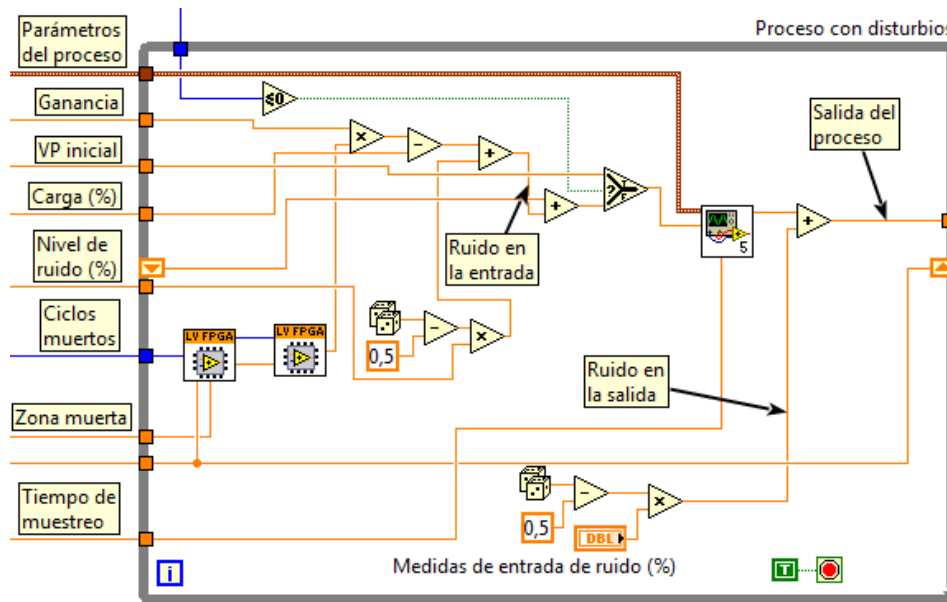 Parámetros
del proceso
Proceso con disturbios
Ganancia
≤0
VP inicial
Salida del
proceso
Carga (%)
Nivel de
ruido (%)
Ruido en
la entrada
5
Ciclos
muertos
LV FPGA
LV FPGA
0,5
Ruido en
la salida
Zona muerta
Tiempo de
muestreo
0,5
DBL
Medidas de entrada de ruido (%)
i
T